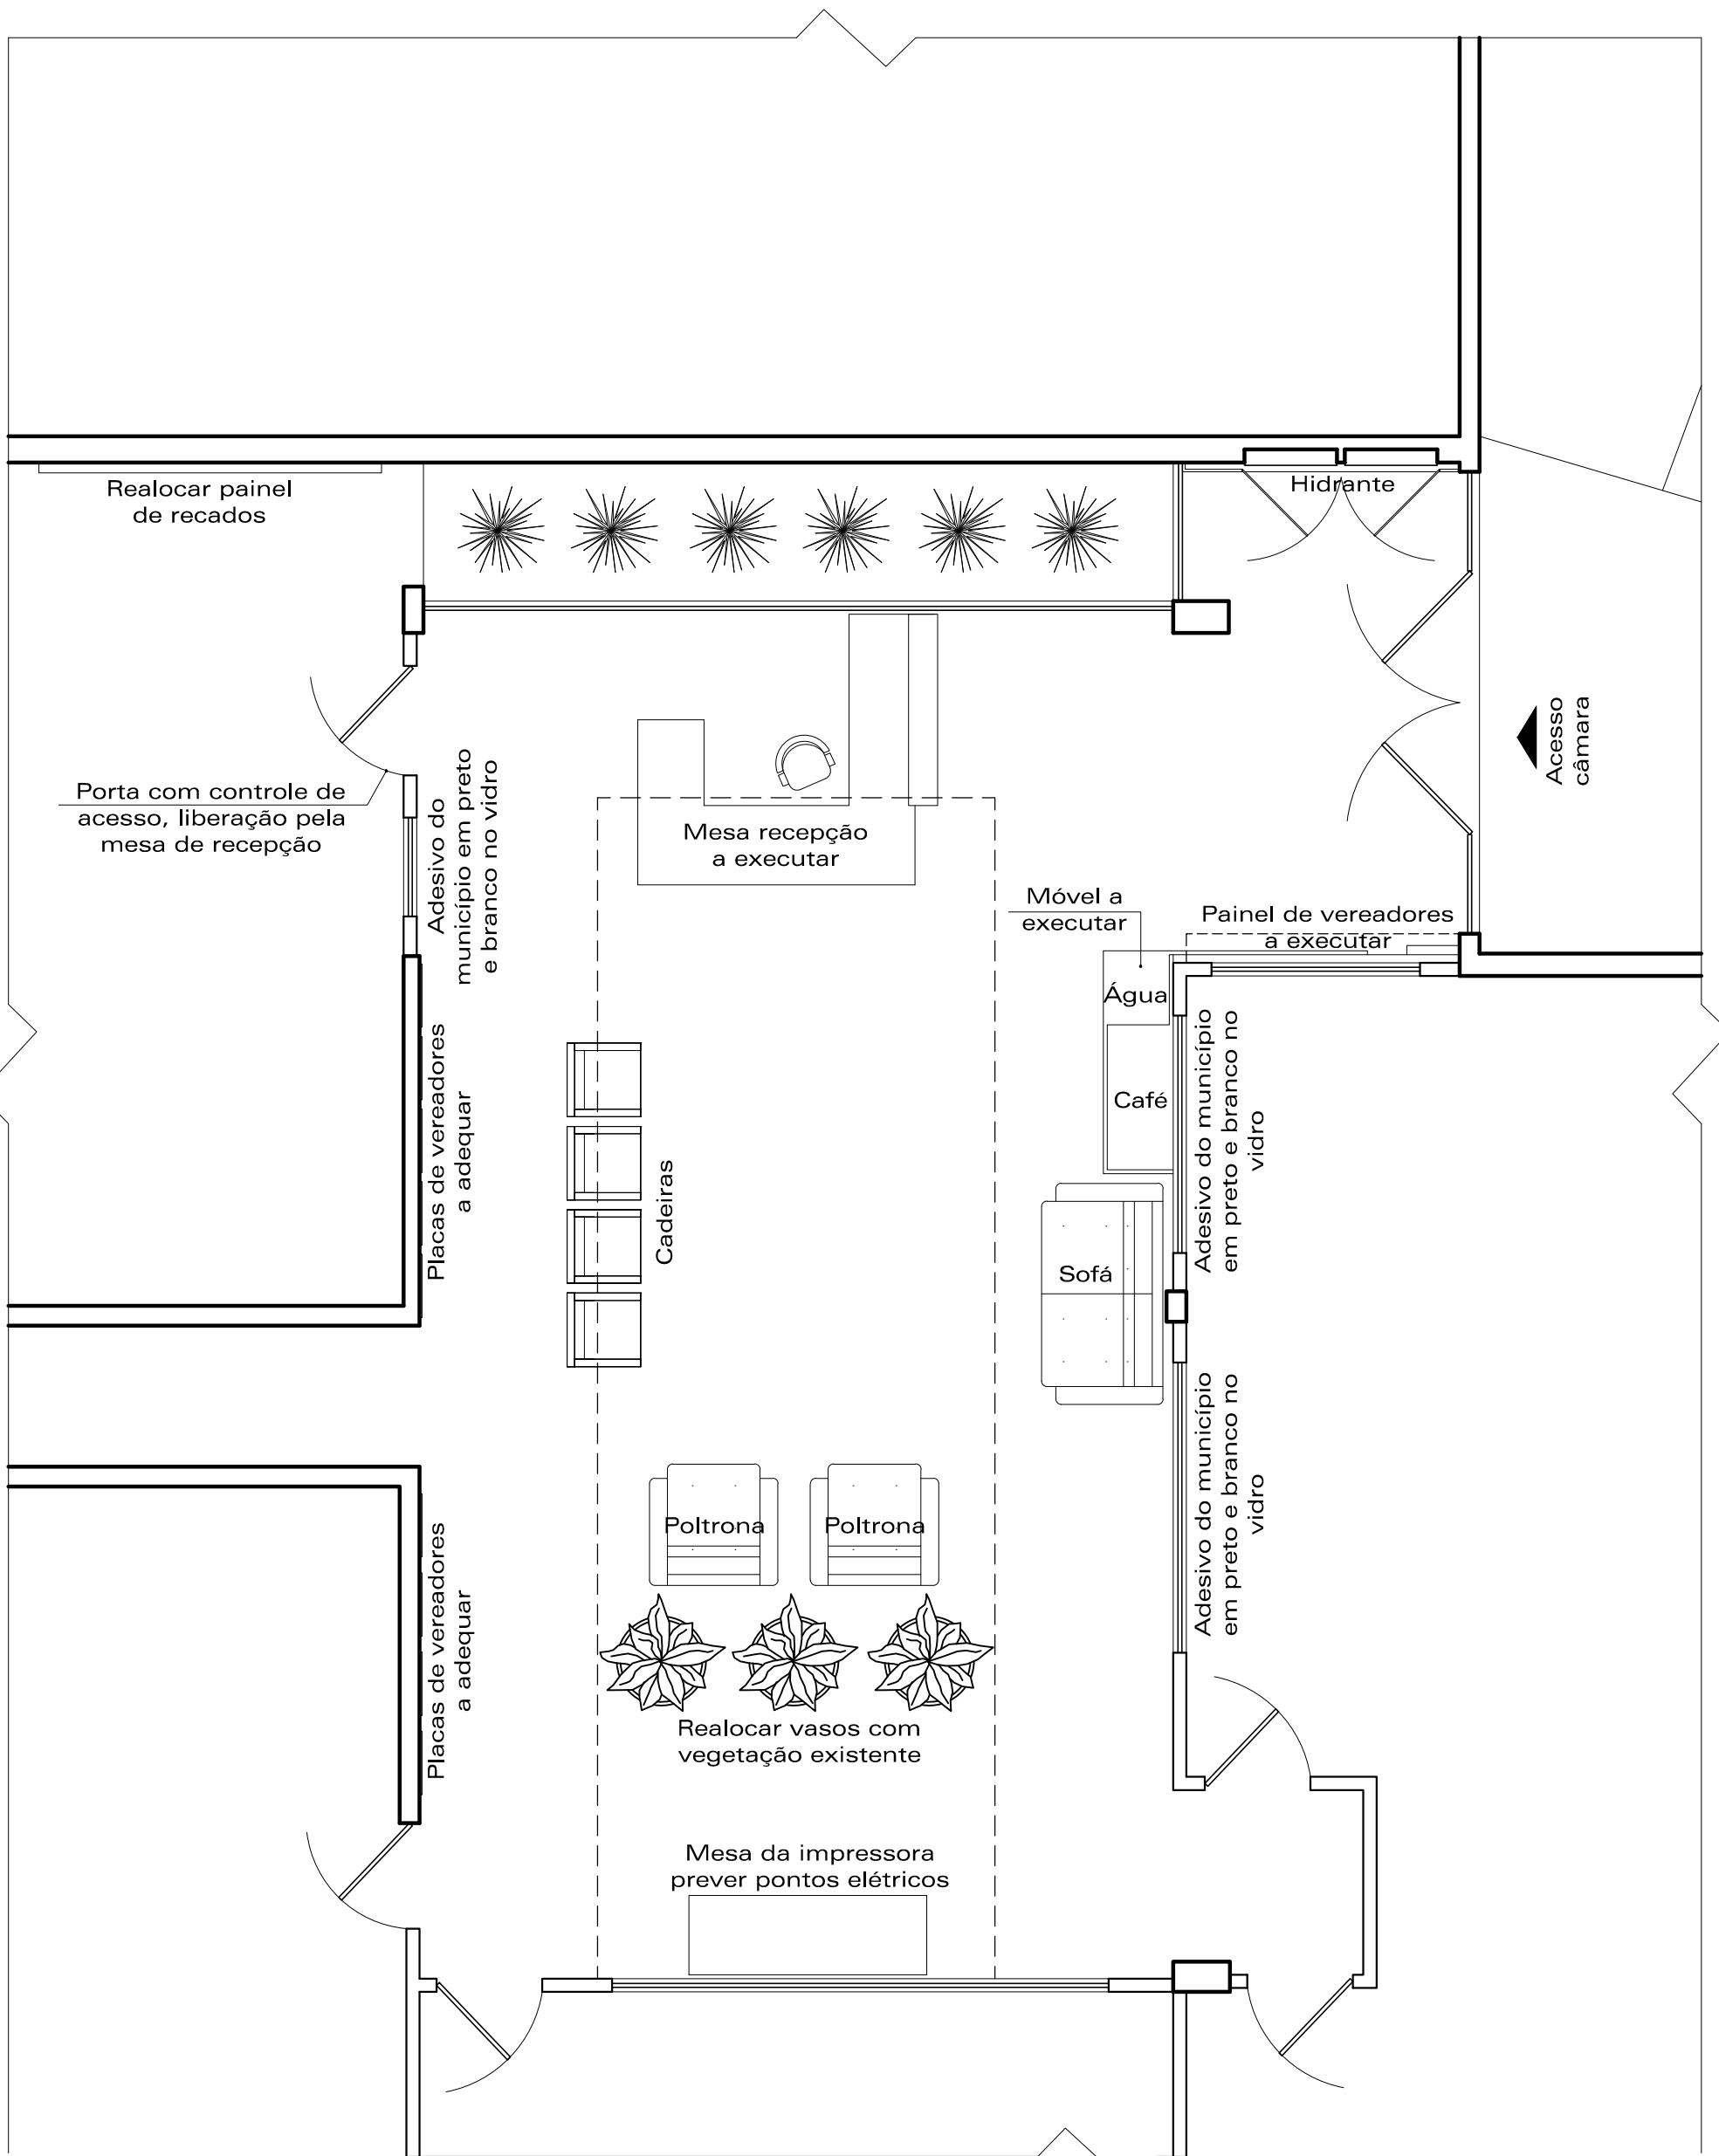 Realocar painel
de recados
Hidrante
Acesso
câmara
Porta com controle de
acesso, liberação pela
mesa de recepção
Adesivo do
município em preto
e branco no vidro
Mesa recepção
a executar
Móvel a
executar
Painel de vereadores
a executar
Água
Café
Adesivo do município
em preto e branco no
vidro
Placas de vereadores
a adequar
Cadeiras
Sofá
Adesivo do município
em preto e branco no
vidro
Poltrona
Poltrona
Placas de vereadores
a adequar
Realocar vasos com
vegetação existente
Mesa da impressora
prever pontos elétricos